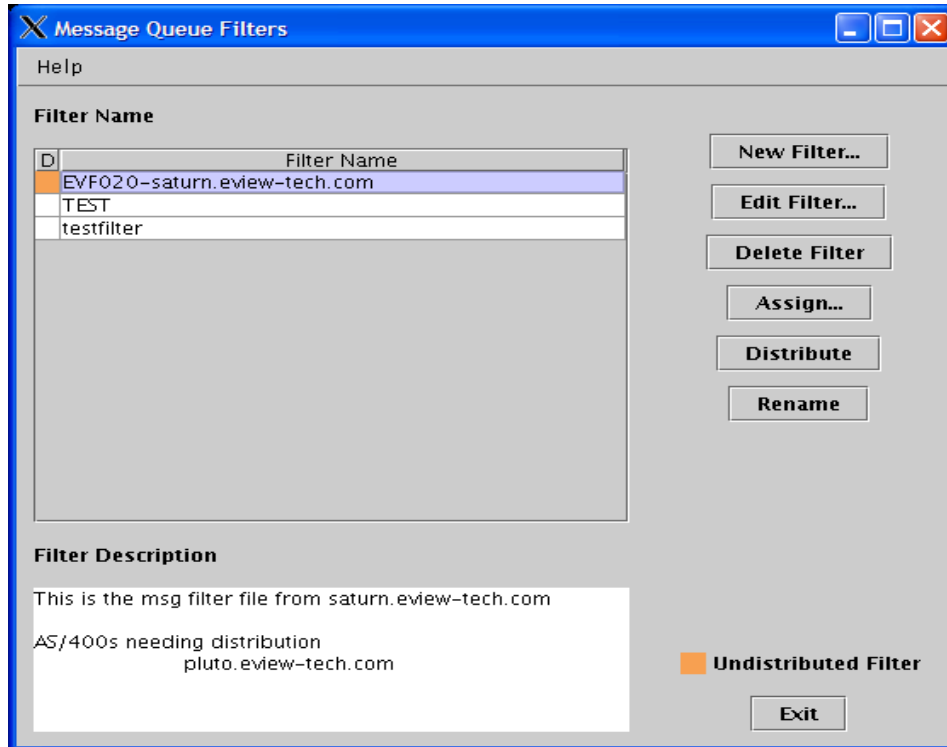 Message Queue Filters
Help
Filter Name
D Filter Name
EVF020-saturn.eview-tech.com
TEST
testfilter
New Filter...
Edit Filter...
Delete Filter
Assign...
Distribute
Rename
Filter Description
This is the msg filter file from saturn.eview-tech.com
AS/400s needing distribution
pluto.eview-tech.com
Undistributed Filter
Exit